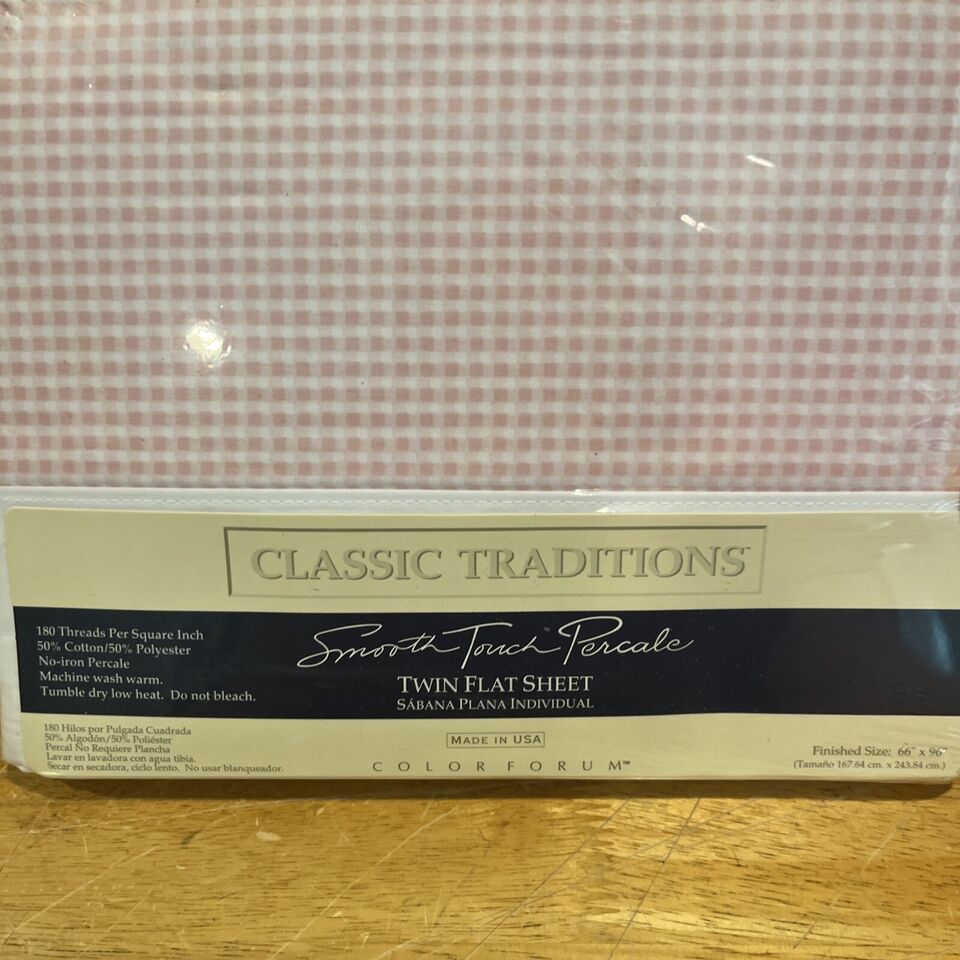 CLASSIC TRADITIONS™
180 Threads Per Square Inch
50% Cotton/50% Polyester
No-iron Percale
Machine wash warm.
Tumble dry low heat. Do not bleach.
Smooth Touch™ Percale
TWIN FLAT SHEET
SÁBANA PLANA INDIVIDUAL
180 Hilos por Pulgada Cuadrada
50% Algodón/50% Poliéster
Percal No Requiere Plancha
Lavar en lavadora con agua tibia.
Secar en secadora, ciclo lento. No usar blanqueador.
MADE IN USA
COLOR FORUM™
Finished Size: 66" x 96"
(Tamaño 167.64 cm. x 243.84 cm.)